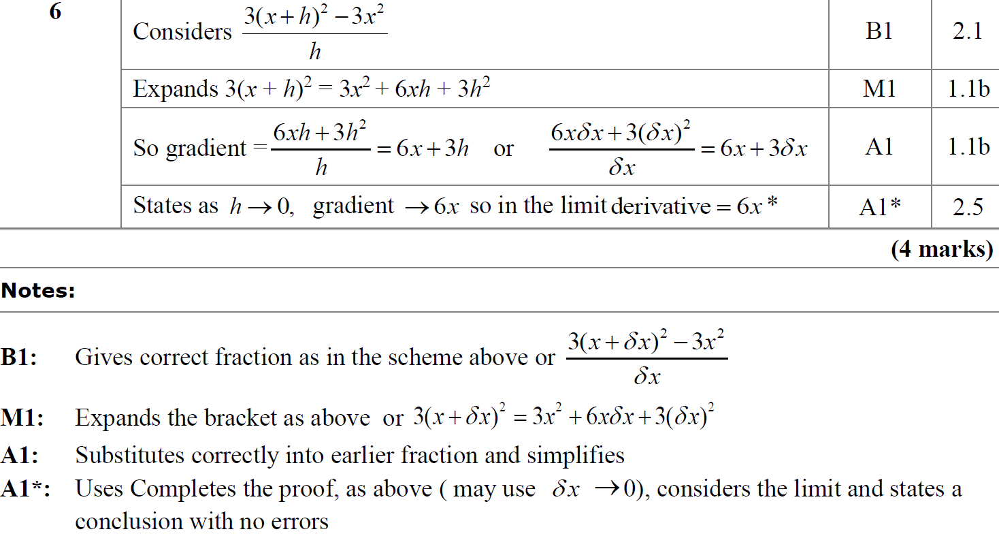 6 Considers $\frac{3(x+h)^2 - 3x^2}{h}$ B1 2.1
Expands $3(x + h)^2 = 3x^2 + 6xh + 3h^2$ M1 1.1b
So gradient $= \frac{6xh + 3h^2}{h} = 6x + 3h$ or $\frac{6x\delta x + 3(\delta x)^2}{\delta x} = 6x + 3\delta x$ A1 1.1b
States as $h \to 0$, gradient $\to 6x$ so in the limit derivative $= 6x$ * A1* 2.5
(4 marks)
Notes:
B1: Gives correct fraction as in the scheme above or $\frac{3(x+\delta x)^2 - 3x^2}{\delta x}$
M1: Expands the bracket as above or $3(x+\delta x)^2 = 3x^2 + 6x\delta x + 3(\delta x)^2$
A1: Substitutes correctly into earlier fraction and simplifies
A1*: Uses Completes the proof, as above ( may use $\delta x \to 0$), considers the limit and states a
conclusion with no errors